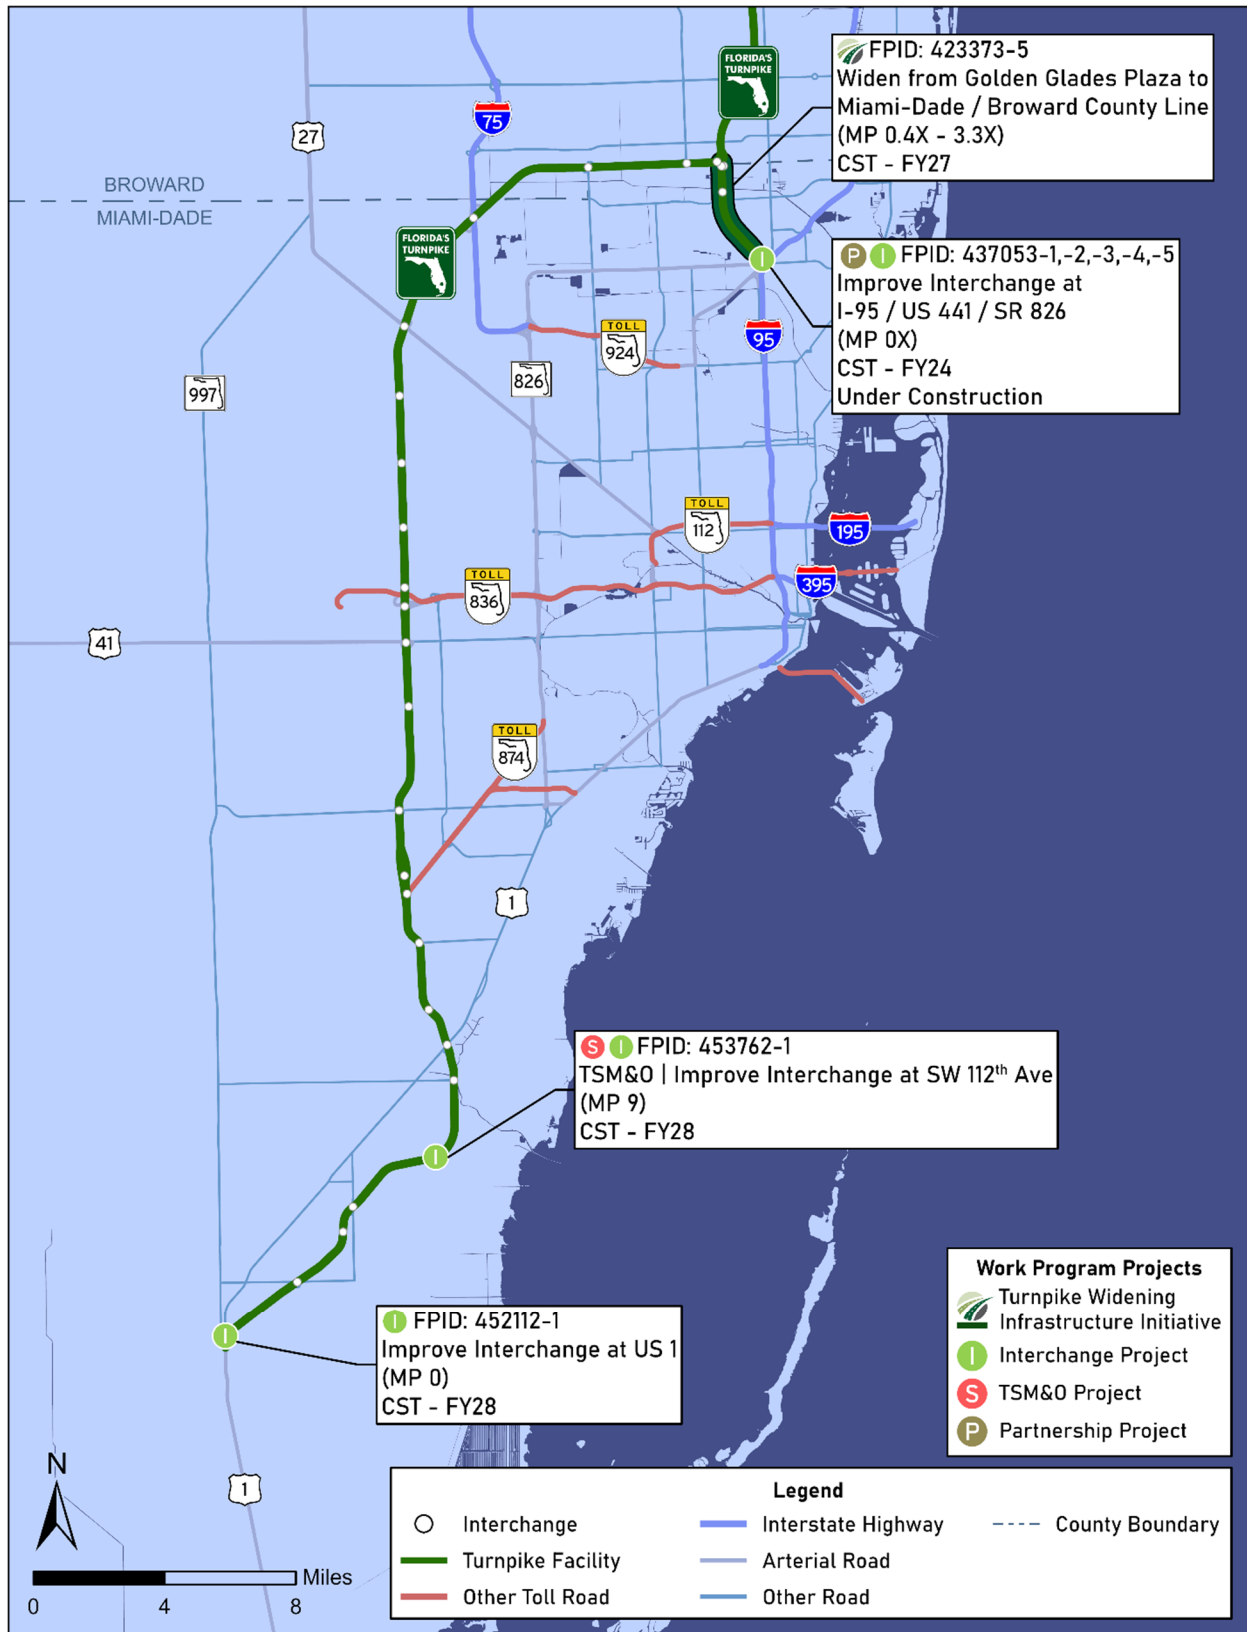 FLORIDA'S
TURNPIKE
FPID: 423373-5
Widen from Golden Glades Plaza to
Miami-Dade / Broward County Line
(MP 0.4X - 3.3X)
CST - FY27
75
27
BROWARD
MIAMI-DADE
FLORIDA'S
TURNPIKE
P I FPID: 437053-1,-2,-3,-4,-5
Improve Interchange at
I-95 / US 441 / SR 826
(MP 0X)
CST - FY24
Under Construction
I
TOLL
924
95
997
826
TOLL
112
195
TOLL
836
395
41
TOLL
874
1
S I FPID: 453762-1
TSM&O | Improve Interchange at SW 112th Ave
(MP 9)
CST - FY28
I
I FPID: 452112-1
Improve Interchange at US 1
(MP 0)
CST - FY28
I
Work Program Projects
Turnpike Widening
Infrastructure Initiative
I Interchange Project
S TSM&O Project
P Partnership Project
N
1
Miles
0 4 8
Legend
Interchange
Interstate Highway
County Boundary
Turnpike Facility
Arterial Road
Other Toll Road
Other Road